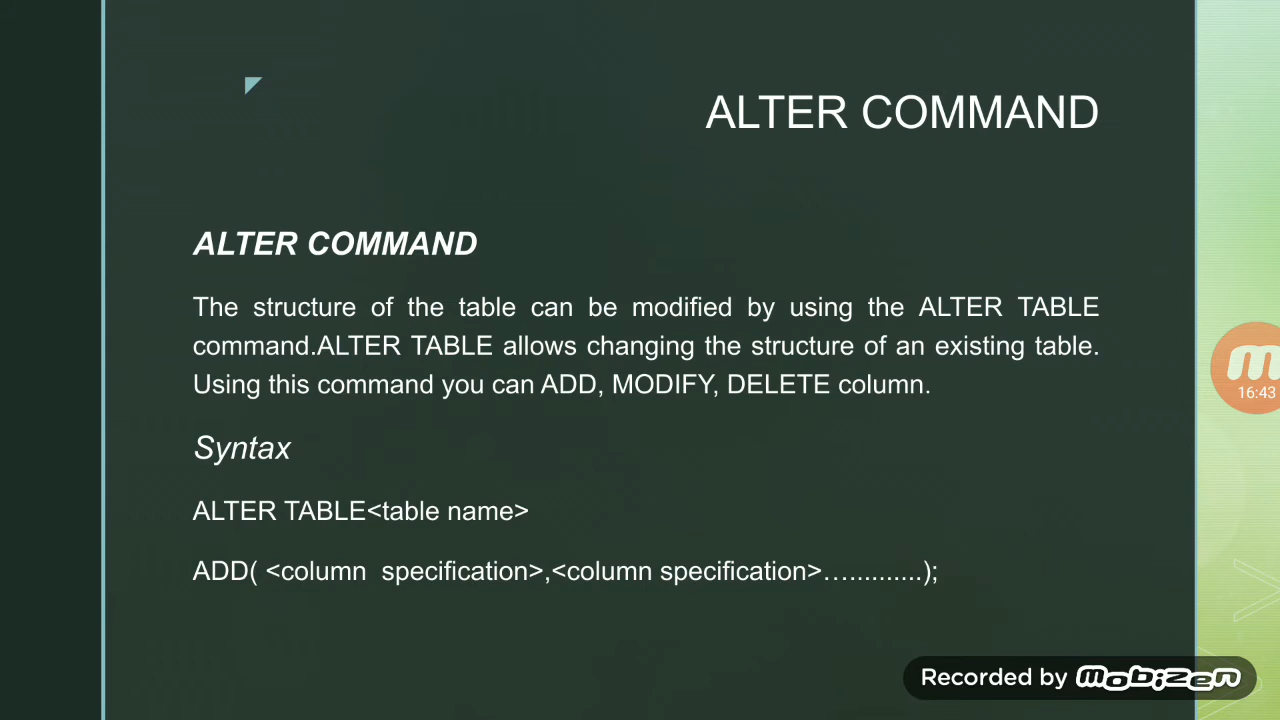 ALTER COMMAND
ALTER COMMAND
The structure of the table can be modified by using the ALTER TABLE
command.ALTER TABLE allows changing the structure of an existing table.
Using this command you can ADD, MODIFY, DELETE column.
Syntax
ALTER TABLE<table name>
ADD( <column  specification>,<column specification>…..........);
16:43
Recorded by mobizen